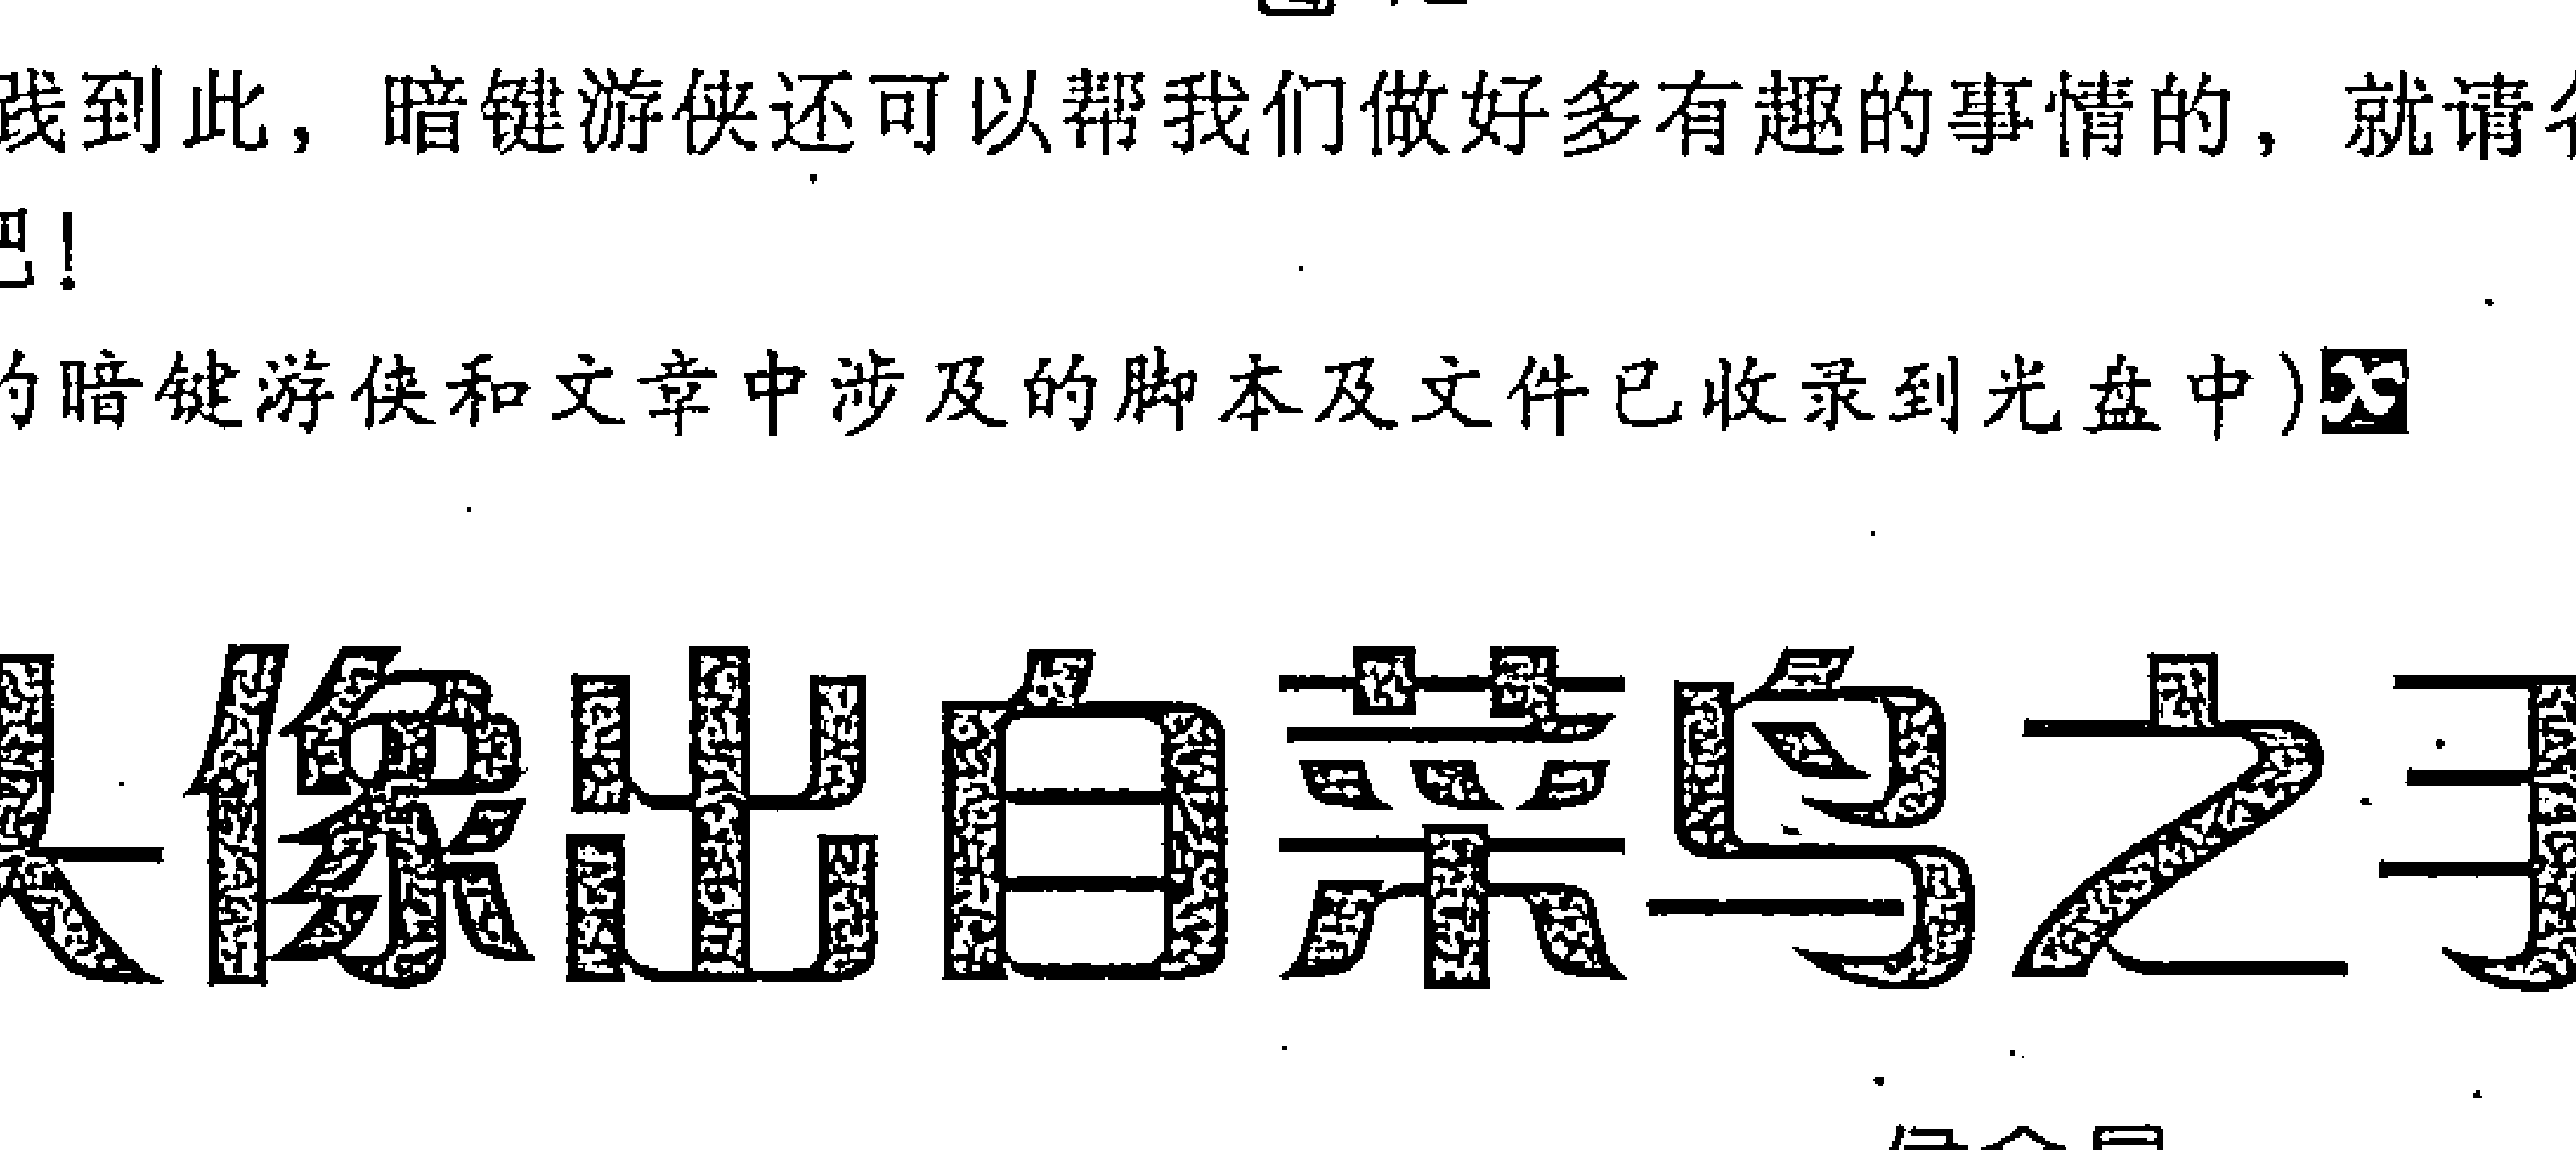 践到此，暗键游侠还可以帮我们做好多有趣的事情的，就请各
吧！
的暗键游侠和文章中涉及的脚本及文件已收录到光盘中)
头像出自菜鸟之手